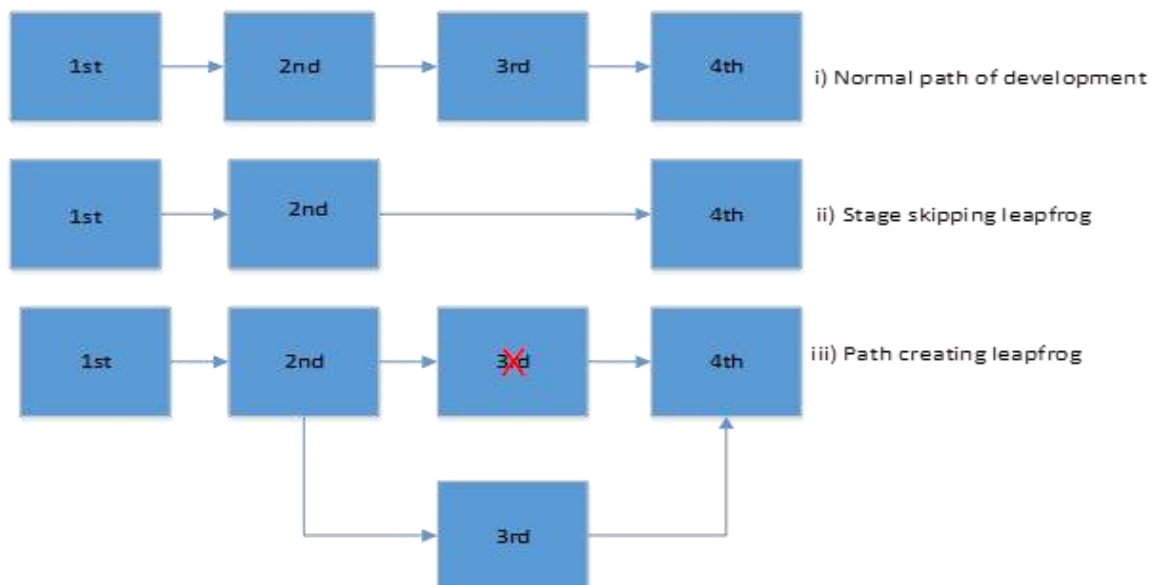 1st
2nd
3rd
4th
i) Normal path of development
1st
2nd
4th
ii) Stage skipping leapfrog
1st
2nd
3rd
4th
iii) Path creating leapfrog
3rd